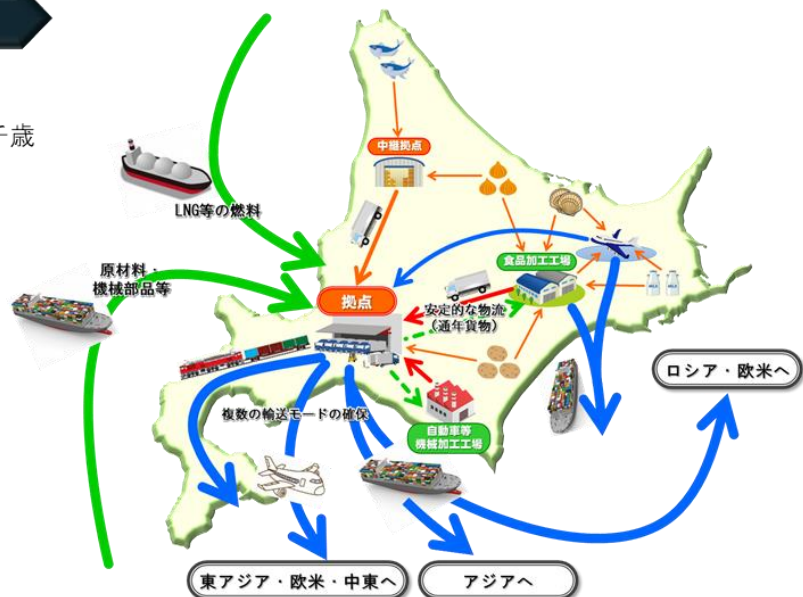 千歳
中継拠点
LNG等の燃料
食品加工工場
原材料・
機械部品等
拠点
安定的な物流
(通年貨物)
ロシア・欧米へ
複数の輸送モードの確保
自動車等
機械加工工場
東アジア・欧米・中東へ
アジアへ